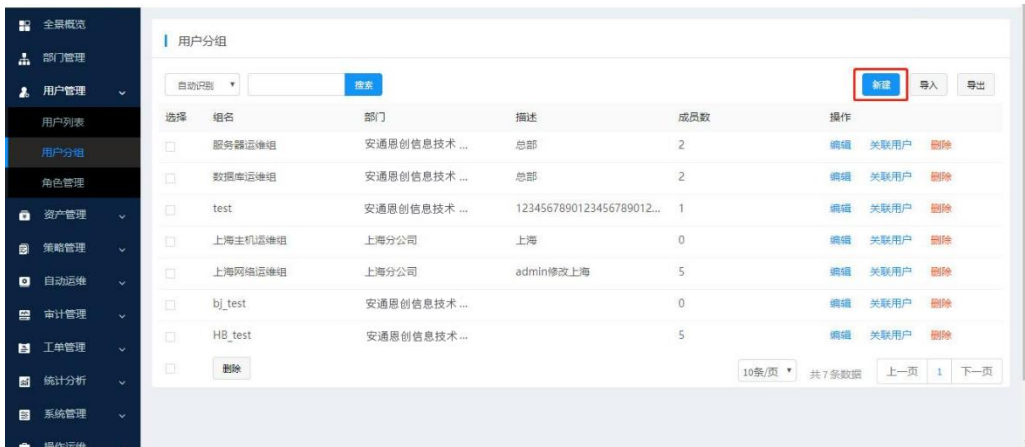 全景概览
部门管理
用户管理
用户列表
用户分组
角色管理
资产管理
策略管理
自动运维
审计管理
工单管理
统计分析
系统管理
操作运维
用户分组
自动识别 搜索 新建 导入 导出
选择 组名 部门 描述 成员数 操作
服务器运维组 安通恩创信息技术 ... 总部 2 编辑 关联用户 删除
数据库运维组 安通恩创信息技术 ... 总部 2 编辑 关联用户 删除
test 安通恩创信息技术 ... 1234567890123456789012... 1 编辑 关联用户 删除
上海主机运维组 上海分公司 上海 0 编辑 关联用户 删除
上海网络运维组 上海分公司 admin修改上海 5 编辑 关联用户 删除
bj_test 安通恩创信息技术 ... 0 编辑 关联用户 删除
HB_test 安通恩创信息技术 ... 5 编辑 关联用户 删除
删除 10条/页 共 7 条数据 上一页 1 下一页